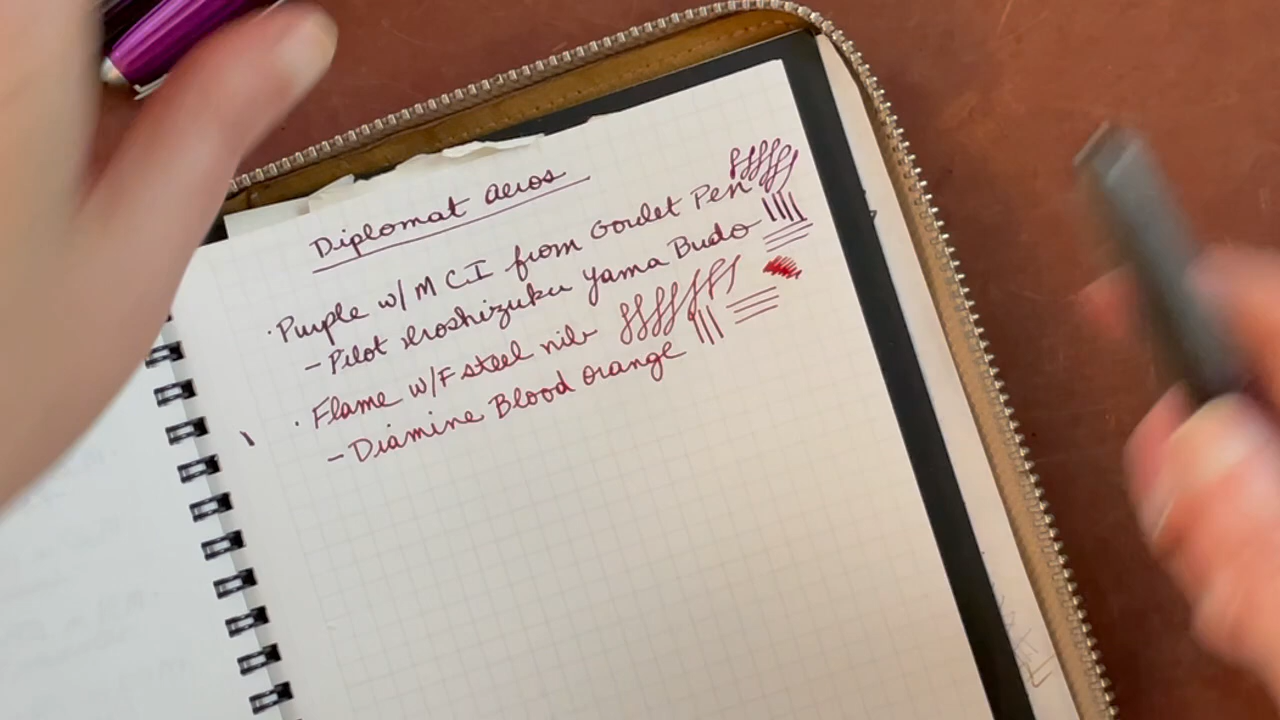 Diplomat Aeros
· Purple w/ M C.I from Goulet Pen
- Pilot Iroshizuku Yama Budo
· Flame w/ F steel nib
- Diamine Blood Orange